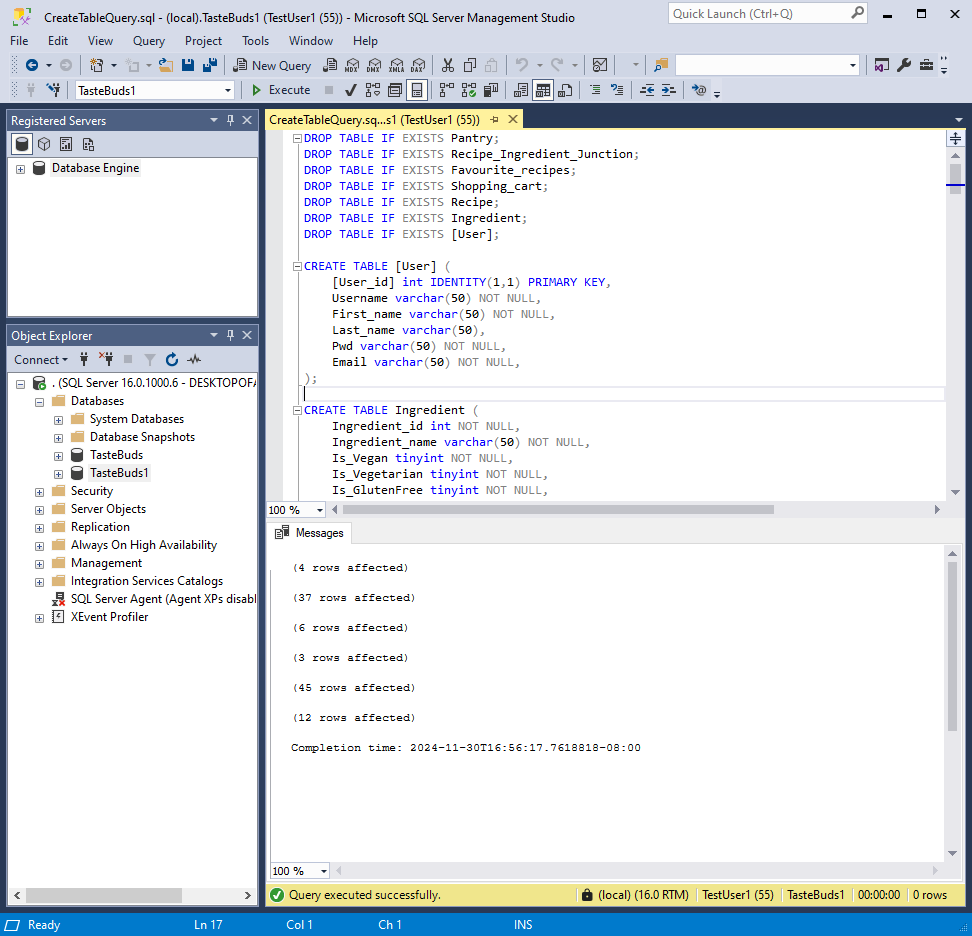 CreateTableQuery.sql - (local).TasteBuds1 (TestUser1 (55)) - Microsoft SQL Server Management Studio
Quick Launch (Ctrl+Q)
File Edit View Query Project Tools Window Help
New Query MDX DMX XMLA DAX
TasteBuds1 Execute
Registered Servers
Database Engine
Object Explorer
Connect
. (SQL Server 16.0.1000.6 - DESKTOPOFA
Databases
System Databases
Database Snapshots
TasteBuds
TasteBuds1
Security
Server Objects
Replication
Always On High Availability
Management
Integration Services Catalogs
SQL Server Agent (Agent XPs disabl
XEvent Profiler
CreateTableQuery.sq...s1 (TestUser1 (55))
DROP TABLE IF EXISTS Pantry;
DROP TABLE IF EXISTS Recipe_Ingredient_Junction;
DROP TABLE IF EXISTS Favourite_recipes;
DROP TABLE IF EXISTS Shopping_cart;
DROP TABLE IF EXISTS Recipe;
DROP TABLE IF EXISTS Ingredient;
DROP TABLE IF EXISTS [User];
CREATE TABLE [User] (
[User_id] int IDENTITY(1,1) PRIMARY KEY,
Username varchar(50) NOT NULL,
First_name varchar(50) NOT NULL,
Last_name varchar(50),
Pwd varchar(50) NOT NULL,
Email varchar(50) NOT NULL,
);
CREATE TABLE Ingredient (
Ingredient_id int NOT NULL,
Ingredient_name varchar(50) NOT NULL,
Is_Vegan tinyint NOT NULL,
Is_Vegetarian tinyint NOT NULL,
Is_GlutenFree tinyint NOT NULL,
100 %
Messages
(4 rows affected)
(37 rows affected)
(6 rows affected)
(3 rows affected)
(45 rows affected)
(12 rows affected)
Completion time: 2024-11-30T16:56:17.7618818-08:00
100 %
Query executed successfully. (local) (16.0 RTM) TestUser1 (55) TasteBuds1 00:00:00 0 rows
Ready Ln 17 Col 1 Ch 1 INS